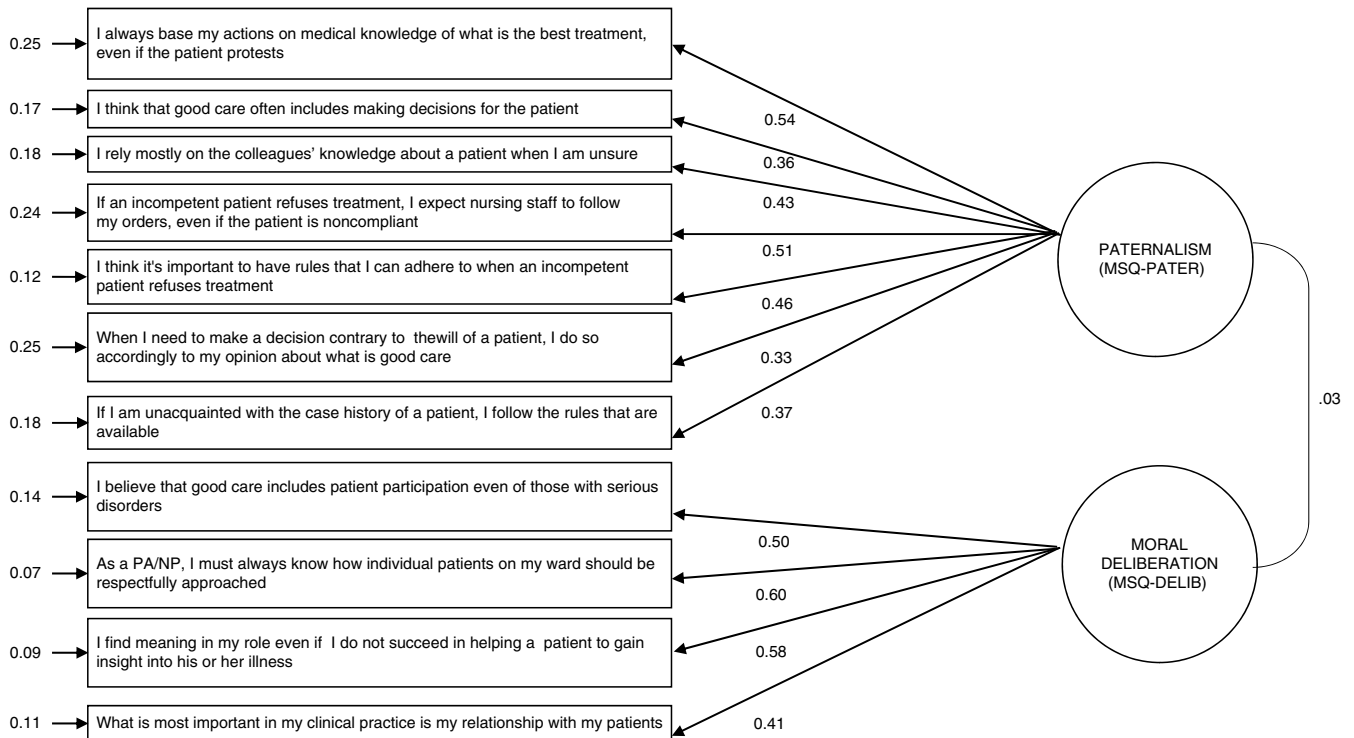 0.25
I always base my actions on medical knowledge of what is the best treatment,
even if the patient protests
0.17
I think that good care often includes making decisions for the patient
0.54
0.18
I rely mostly on the colleagues’ knowledge about a patient when I am unsure
0.36
0.24
If an incompetent patient refuses treatment, I expect nursing staff to follow
my orders, even if the patient is noncompliant
0.43
0.51
PATERNALISM
(MSQ-PATER)
0.12
I think it's important to have rules that I can adhere to when an incompetent
patient refuses treatment
0.46
0.25
When I need to make a decision contrary to thewill of a patient, I do so
accordingly to my opinion about what is good care
0.33
0.18
If I am unacquainted with the case history of a patient, I follow the rules that are
available
0.37
.03
0.14
I believe that good care includes patient participation even of those with serious
disorders
0.50
0.07
As a PA/NP, I must always know how individual patients on my ward should be
respectfully approached
0.60
MORAL
DELIBERATION
(MSQ-DELIB)
0.09
I find meaning in my role even if I do not succeed in helping a patient to gain
insight into his or her illness
0.58
0.11
What is most important in my clinical practice is my relationship with my patients
0.41